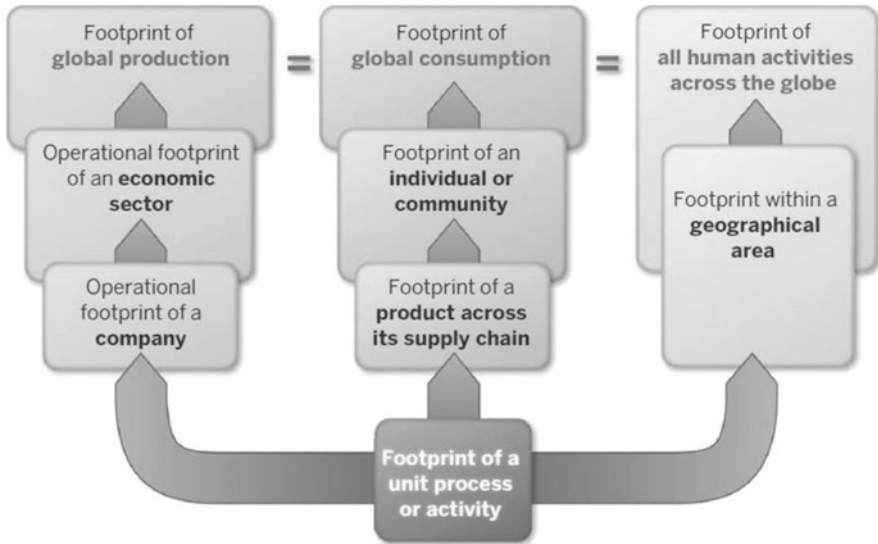 Footprint of
global production
=
Footprint of
global consumption
=
Footprint of
all human activities
across the globe
Operational footprint
of an economic
sector
Footprint of an
individual or
community
Footprint within a
geographical
area
Operational
footprint of a
company
Footprint of a
product across
its supply chain
Footprint of a
unit process
or activity